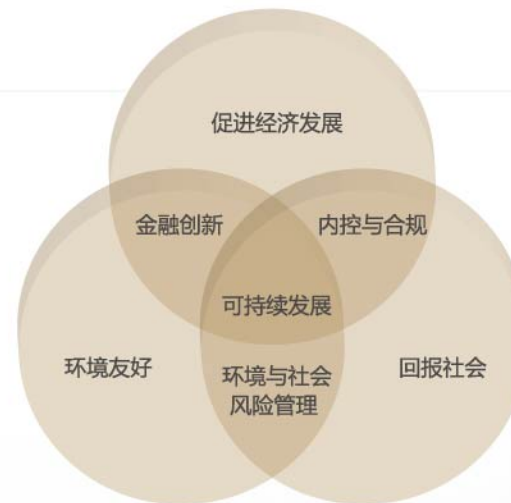 促进经济发展
金融创新
内控与合规
可持续发展
环境友好
环境与社会
风险管理
回报社会